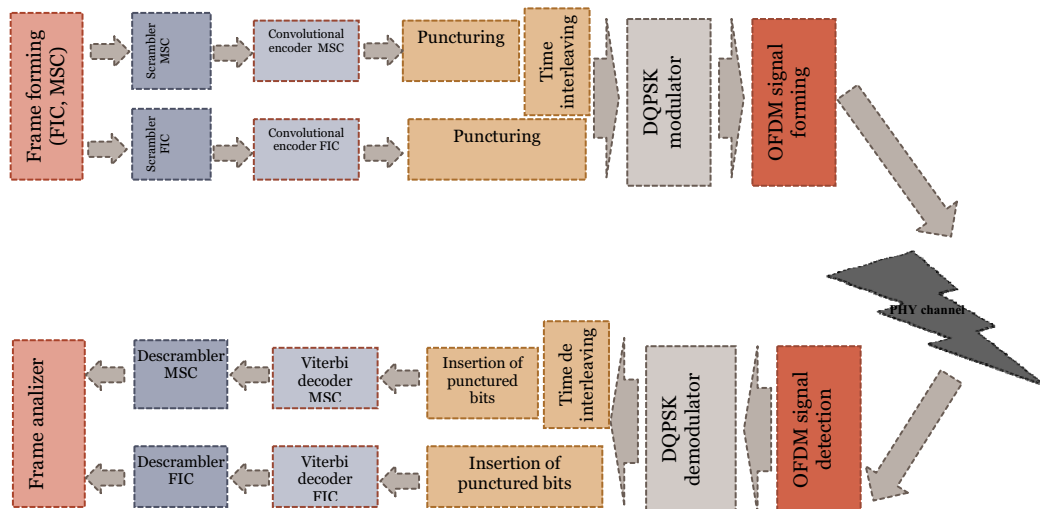 Frame forming
(FIC, MSC)
Scrambler
MSC
Convolutional
encoder MSC
Puncturing
Time
interleaving
DQPSK
modulator
OFDM signal
forming
Scrambler
FIC
Convolutional
encoder FIC
Puncturing
PHY channel
Frame analizer
Descrambler
MSC
Viterbi
decoder
MSC
Insertion of
punctured
bits
Time de
interleaving
DQPSK
demodulator
OFDM signal
detection
Descrambler
FIC
Viterbi
decoder
FIC
Insertion of
punctured bits